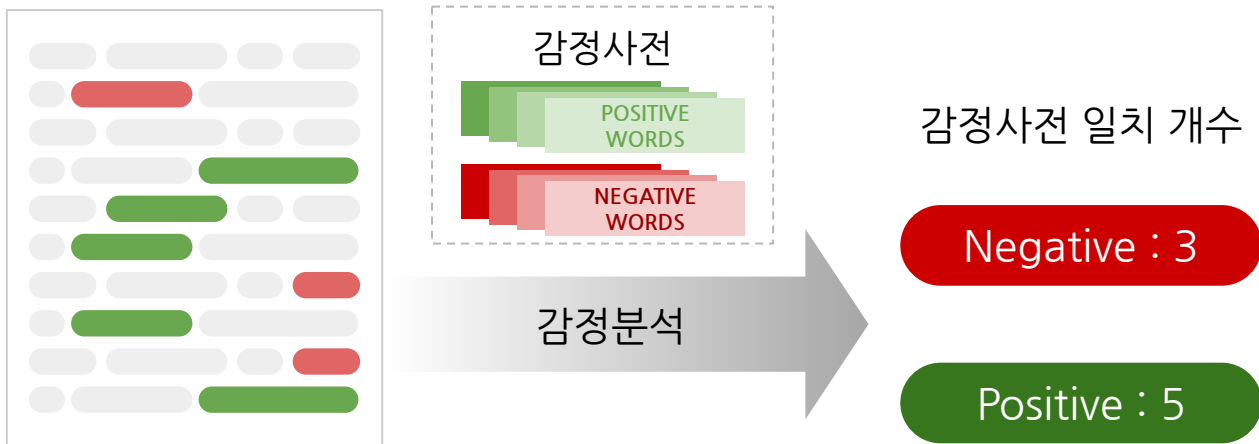 감정사전
POSITIVE
WORDS
NEGATIVE
WORDS
감정분석
감정사전 일치 개수
Negative : 3
Positive : 5